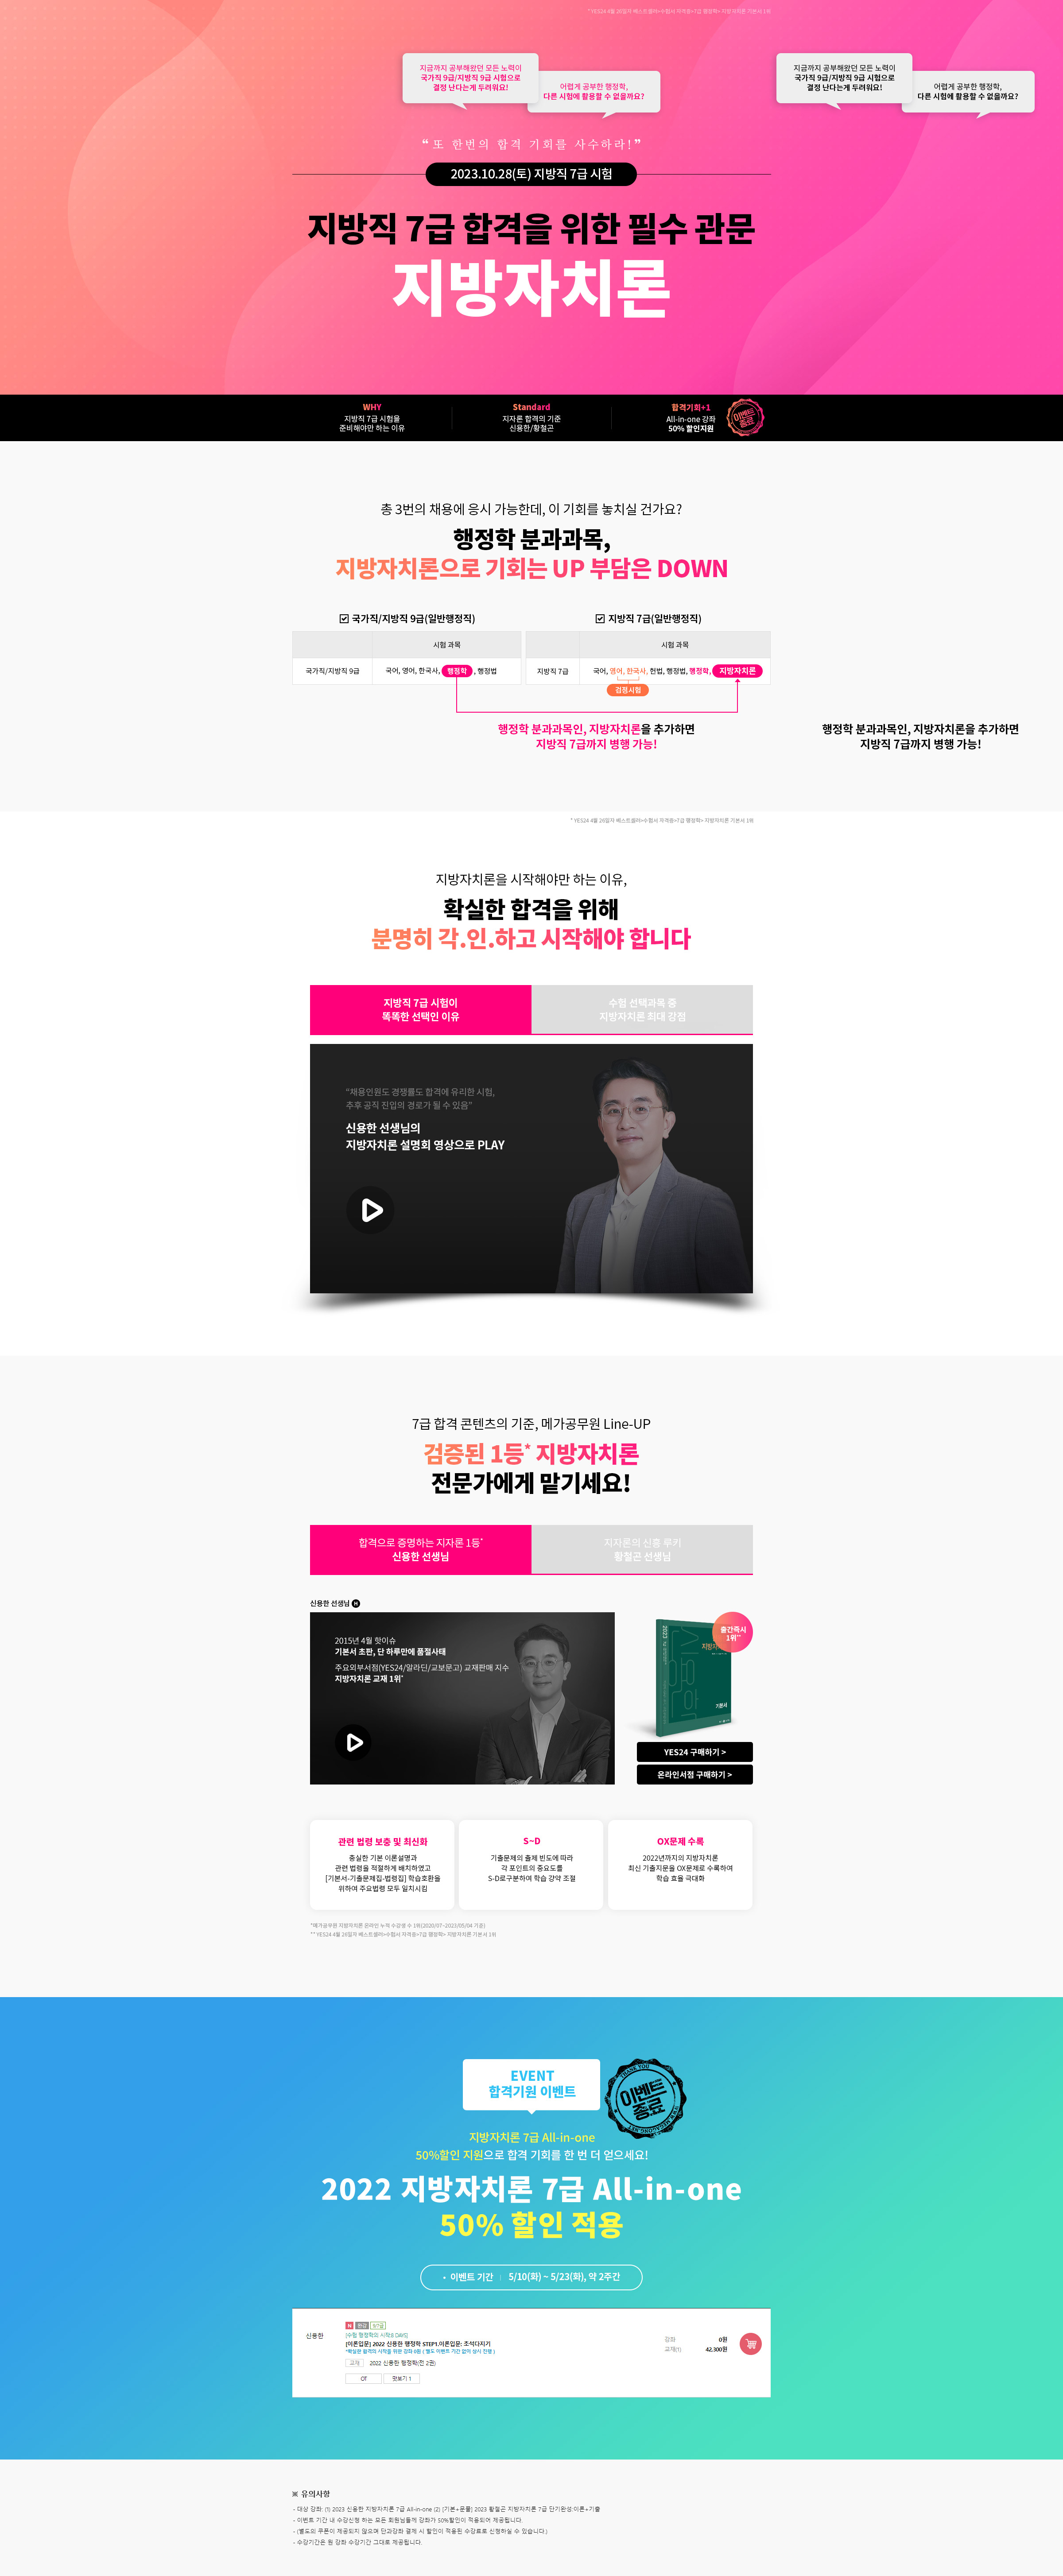 * YES24 4월 26일자 베스트셀러>수험서 자격증>7급 행정학> 지방자치론 기본서 1위
지금까지 공부해왔던 모든 노력이
국가직 9급/지방직 9급 시험으로
결정 난다는게 두려워요!
어렵게 공부한 행정학,
다른 시험에 활용할 수 없을까요?
지금까지 공부해왔던 모든 노력이
국가직 9급/지방직 9급 시험으로
결정 난다는게 두려워요!
어렵게 공부한 행정학,
다른 시험에 활용할 수 없을까요?
“또 한번의 합격 기회를 사수하라!”
2023.10.28(토) 지방직 7급 시험
지방직 7급 합격을 위한 필수 관문
지방자치론
WHY
지방직 7급 시험을
준비해야만 하는 이유
Standard
지자론 합격의 기준
신용한/황철곤
합격기회+1
All-In-one 강좌
50% 할인지원
이벤트
종료
총 3번의 채용에 응시 가능한데, 이 기회를 놓치실 건가요?
행정학 분과과목,
지방자치론으로 기회는 UP 부담은 DOWN
국가직/지방직 9급(일반행정직)
시험 과목
국가직/지방직 9급
국어, 영어, 한국사, 행정학, 행정법
지방직 7급(일반행정직)
시험 과목
지방직 7급
국어, 영어, 한국사, 헌법, 행정법, 행정학, 지방자치론
검정시험
행정학 분과과목인, 지방자치론을 추가하면
지방직 7급까지 병행 가능!
행정학 분과과목인, 지방자치론을 추가하면
지방직 7급까지 병행 가능!
* YES24 4월 26일자 베스트셀러>수험서 자격증>7급 행정학> 지방자치론 기본서 1위
지방자치론을 시작해야만 하는 이유,
확실한 합격을 위해
분명히 각.인.하고 시작해야 합니다
지방직 7급 시험이
똑똑한 선택인 이유
수험 선택과목 중
지방자치론 최대 강점
“채용인원도 경쟁률도 합격에 유리한 시험,
추후 공직 진입의 경로가 될 수 있음”
신용한 선생님의
지방자치론 설명회 영상으로 PLAY
7급 합격 콘텐츠의 기준, 메가공무원 Line-UP
검증된 1등* 지방자치론
전문가에게 맡기세요!
합격으로 증명하는 지자론 1등*
신용한 선생님
지자론의 신흥 루키
황철곤 선생님
신용한 선생님 H
2015년 4월 핫이슈
기본서 초판, 단 하루만에 품절사태
주요외부서점(YES24/알라딘/교보문고) 교재판매 지수
지방자치론 교재 1위*
출간즉시
1위**
2023
기본서
YES24 구매하기 >
온라인서점 구매하기 >
관련 법령 보충 및 최신화
충실한 기본 이론설명과
관련 법령을 적절하게 배치하였고
[기본서-기출문제집-법령집] 학습호환을
위하여 주요법령 모두 일치시킴
S~D
기출문제의 출제 빈도에 따라
각 포인트의 중요도를
S-D로구분하여 학습 강약 조절
OX문제 수록
2022년까지의 지방자치론
최신 기출지문을 OX문제로 수록하여
학습 효율 극대화
*메가공무원 지방자치론 온라인 누적 수강생 수 1위(2020/07~2023/05/04 기준)
** YES24 4월 26일자 베스트셀러>수험서 자격증>7급 행정학> 지방자치론 기본서 1위
EVENT
합격기원 이벤트
THANK YOU
이벤트
종료
지방자치론 7급 All-in-one
50%할인 지원으로 합격 기회를 한 번 더 얻으세요!
2022 지방자치론 7급 All-in-one
50% 할인 적용
• 이벤트 기간 | 5/10(화) ~ 5/23(화), 약 2주간
신용한
[수험 행정학의 시작 8 DAYS]
[이론입문] 2022 신용한 행정학 STEP1.이론입문: 조석다지기
*확실한 합격의 시작을 위한 강좌 0원 ( 별도 이벤트 기간 없이 상시 진행 )
교재 2022 신용한 행정학(전 2권)
OT 맛보기 1
강좌 0원
교재(1) 42,300원
※ 유의사항
- 대상 강좌: (1) 2023 신용한 지방자치론 7급 All-in-one (2) [기본+문풀] 2023 황철곤 지방자치론 7급 단기완성:이론+기출
- 이벤트 기간 내 수강신청 하는 모든 회원님들께 강좌가 50%할인이 적용되어 제공됩니다.
- (별도의 쿠폰이 제공되지 않으며 단과강좌 결제 시 할인이 적용된 수강료로 신청하실 수 있습니다.)
- 수강기간은 원 강좌 수강기간 그대로 제공됩니다.